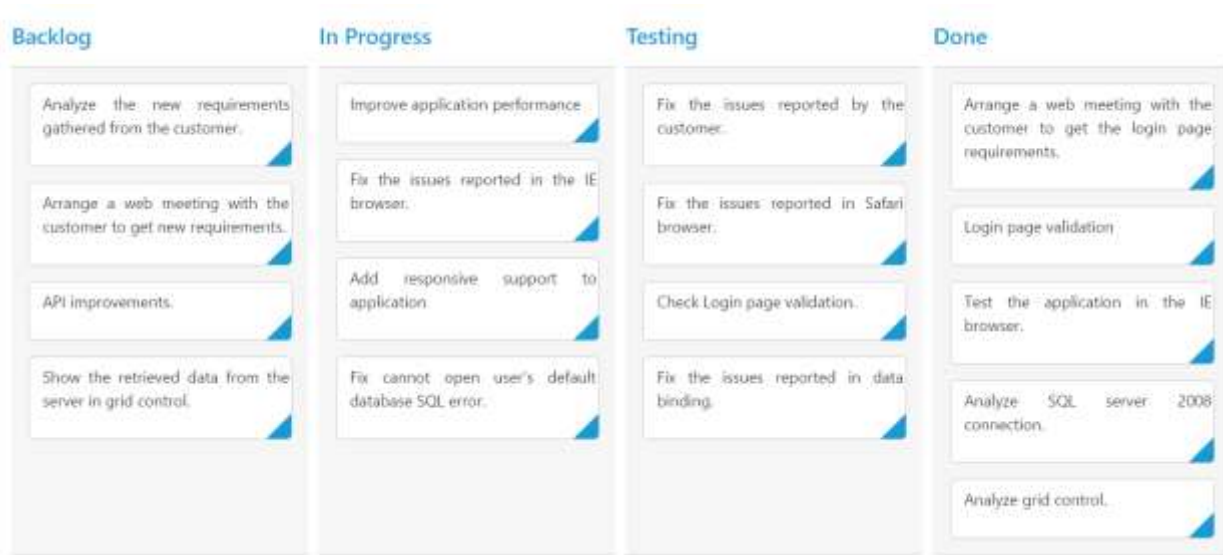 Backlog
Analyze the new requirements
gathered from the customer.
Arrange a web meeting with the
customer to get new requirements.
API improvements.
Show the retrieved data from the
server in grid control.
In Progress
Improve application performance
Fix the issues reported in the IE
browser.
Add responsive support to
application
Fix cannot open user's default
database SQL error.
Testing
Fix the issues reported by the
customer.
Fix the issues reported in Safari
browser.
Check Login page validation.
Fix the issues reported in data
binding.
Done
Arrange a web meeting with the
customer to get the login page
requirements.
Login page validation
Test the application in the IE
browser.
Analyze SQL server 2008
connection.
Analyze grid control.